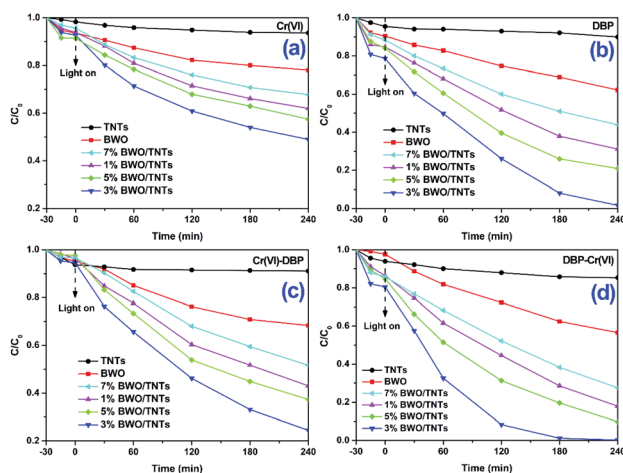 Cr(VI)
(a)
1.0
0.8
0.6
0.4
0.2
C/C0
Light on
TNTs
BWO
7% BWO/TNTs
1% BWO/TNTs
5% BWO/TNTs
3% BWO/TNTs
-30 0 60 120 180 240
Time (min)
DBP
(b)
1.0
0.8
0.6
0.4
0.2
0.0
C/C0
Light on
TNTs
BWO
7% BWO/TNTs
1% BWO/TNTs
5% BWO/TNTs
3% BWO/TNTs
-30 0 60 120 180 240
Time (min)
Cr(VI)-DBP
(c)
1.0
0.8
0.6
0.4
0.2
C/C0
Light on
TNTs
BWO
7% BWO/TNTs
1% BWO/TNTs
5% BWO/TNTs
3% BWO/TNTs
-30 0 60 120 180 240
Time (min)
DBP-Cr(VI)
(d)
1.0
0.8
0.6
0.4
0.2
0.0
C/C0
Light on
TNTs
BWO
7% BWO/TNTs
1% BWO/TNTs
5% BWO/TNTs
3% BWO/TNTs
-30 0 60 120 180 240
Time (min)